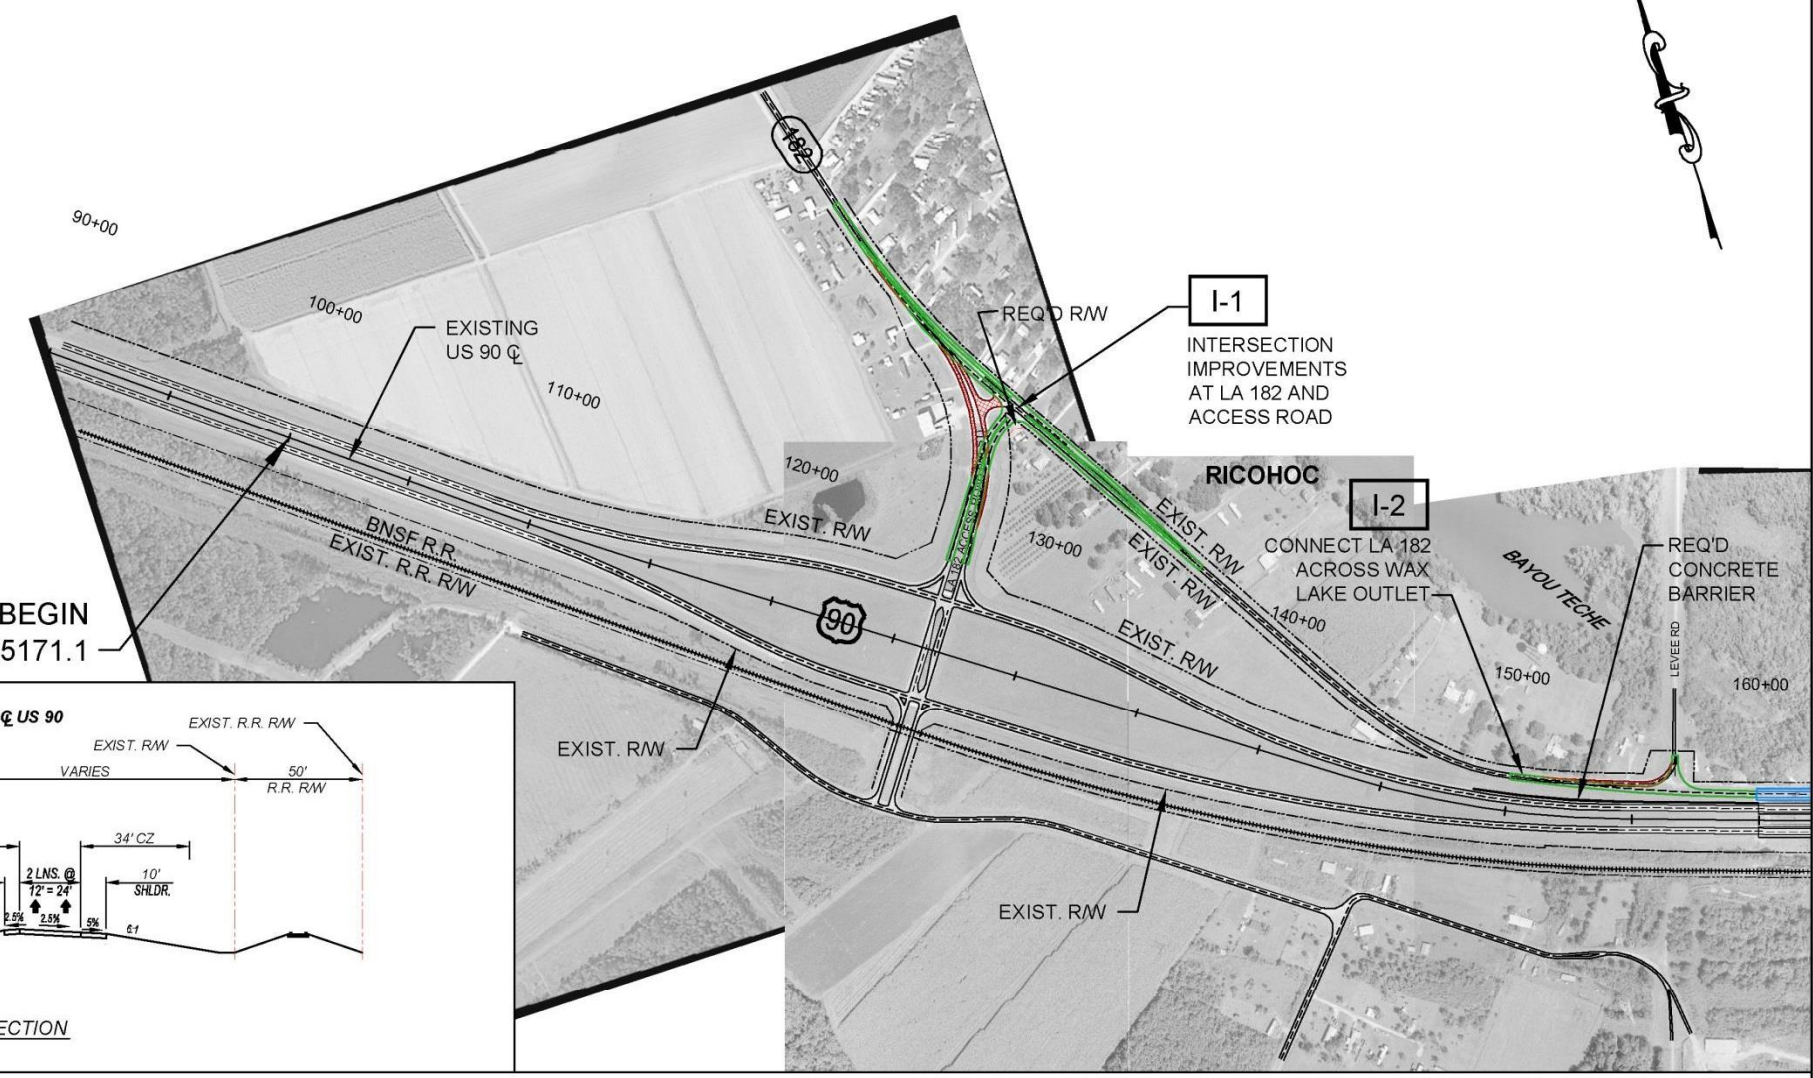 182
90+00
100+00
EXISTING
US 90 ℄
110+00
REQ'D R/W
I-1
INTERSECTION
IMPROVEMENTS
AT LA 182 AND
ACCESS ROAD
120+00
EXIST. R/W
RICOHOC
I-2
CONNECT LA 182
ACROSS WAX
LAKE OUTLET
EXIST. R/W
EXIST. R/W
BAYOU TECHE
REQ'D
CONCRETE
BARRIER
BNSF R.R.
EXIST. R.R. R/W
LA 182 ACCESS ROAD
130+00
BEGIN
5171.1
90
140+00
EXIST. R/W
150+00
LEVEE RD
160+00
EXIST. R/W
EXIST. R/W
℄ US 90
EXIST. R.R. R/W
EXIST. R/W
VARIES
50'
R.R. R/W
34' CZ
2 LNS. @
12' = 24'
10'
SHLDR.
2.5%
2.5%
5%
6:1
ECTION